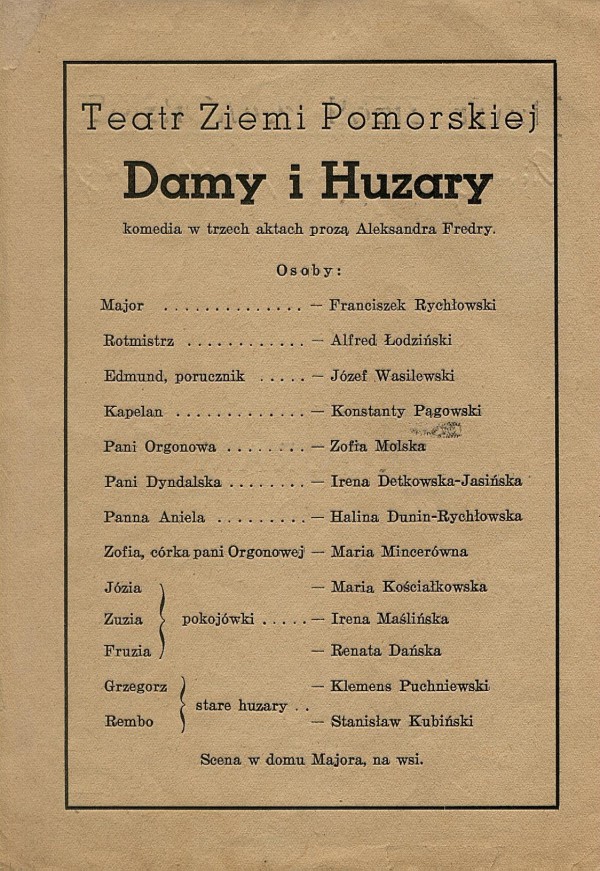 Teatr Ziemi Pomorskiej
Damy i Huzary
komedia w trzech aktach prozą Aleksandra Fredry.
Osoby:
Major . . . . . . . . . . . . . . — Franciszek Rychłowski
Rotmistrz . . . . . . . . . . . . — Alfred Łodziński
Edmund, porucznik . . . . . — Józef Wasilewski
Kapelan . . . . . . . . . . . . . — Konstanty Pągowski
Pani Orgonowa . . . . . . . . — Zofia Molska
Pani Dyndalska . . . . . . . . — Irena Detkowska-Jasińska
Panna Aniela . . . . . . . . . — Halina Dunin-Rychłowska
Zofia, córka pani Orgonowej — Maria Mincerówna
Józia — Maria Kościałkowska
Zuzia } pokojówki . . . . . — Irena Maślińska
Fruzia — Renata Dańska
Grzegorz — Klemens Puchniewski
} stare huzary . .
Rembo — Stanisław Kubiński
Scena w domu Majora, na wsi.